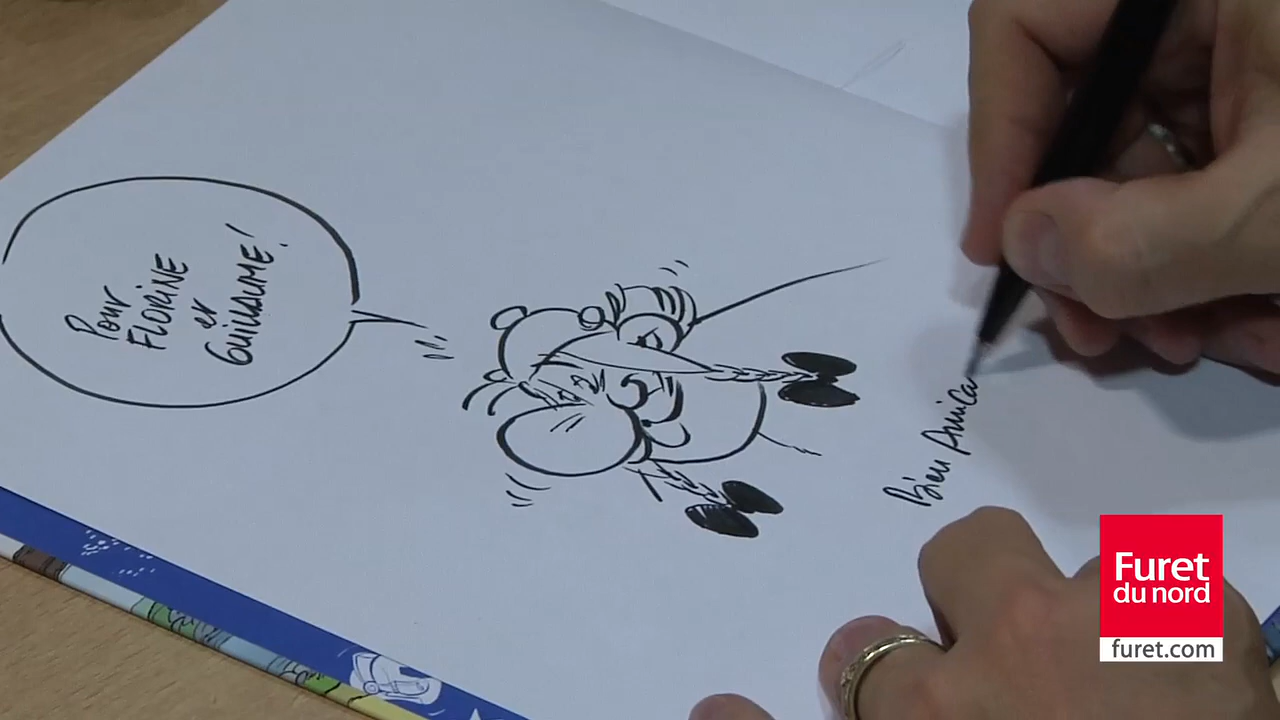 Pour
FLORINE
et
GUILLAUME!
Bien Amica
Furet
du nord
furet.com